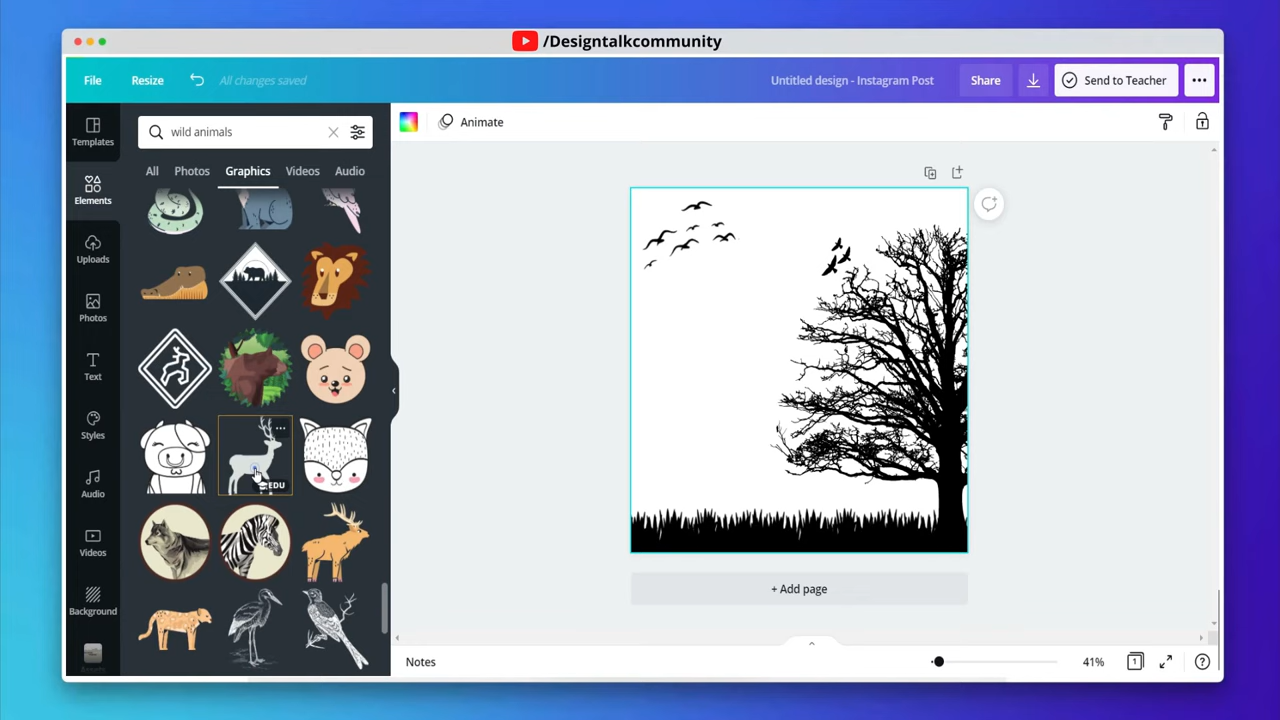 /Designtalkcommunity
File
Resize
All changes saved
Untitled design - Instagram Post
Share
Send to Teacher
Templates
Elements
Uploads
Photos
Text
Styles
Audio
Videos
Background
wild animals
All
Photos
Graphics
Videos
Audio
EDU
Animate
+ Add page
Notes
41%
1
?